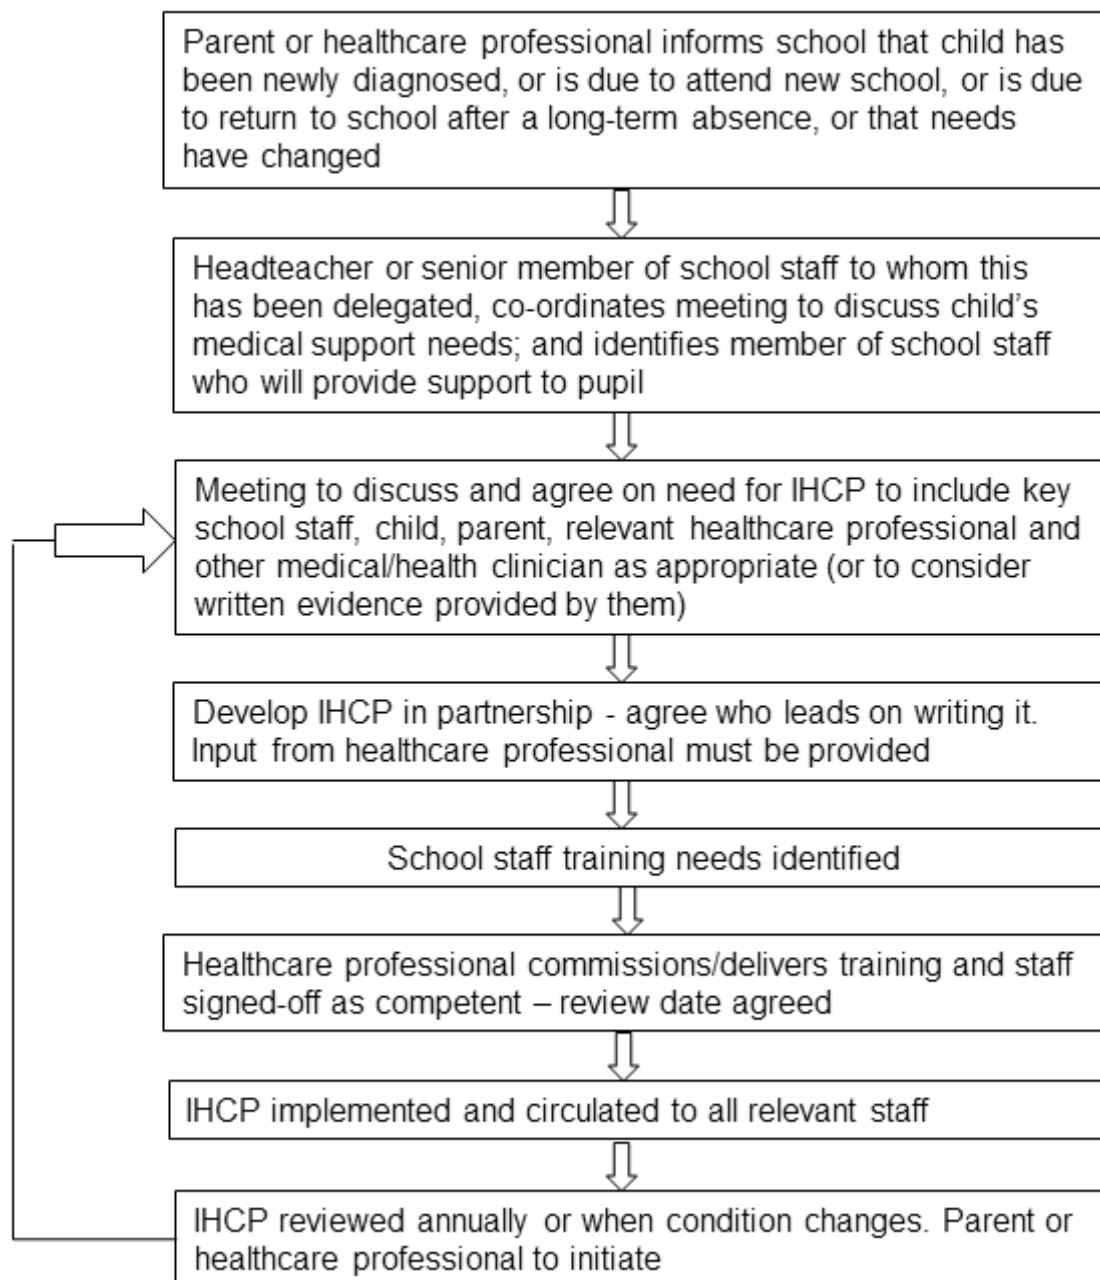 Parent or healthcare professional informs school that child has
been newly diagnosed, or is due to attend new school, or is due
to return to school after a long-term absence, or that needs
have changed
Headteacher or senior member of school staff to whom this
has been delegated, co-ordinates meeting to discuss child’s
medical support needs; and identifies member of school staff
who will provide support to pupil
Meeting to discuss and agree on need for IHCP to include key
school staff, child, parent, relevant healthcare professional and
other medical/health clinician as appropriate (or to consider
written evidence provided by them)
Develop IHCP in partnership - agree who leads on writing it.
Input from healthcare professional must be provided
School staff training needs identified
Healthcare professional commissions/delivers training and staff
signed-off as competent – review date agreed
IHCP implemented and circulated to all relevant staff
IHCP reviewed annually or when condition changes. Parent or
healthcare professional to initiate